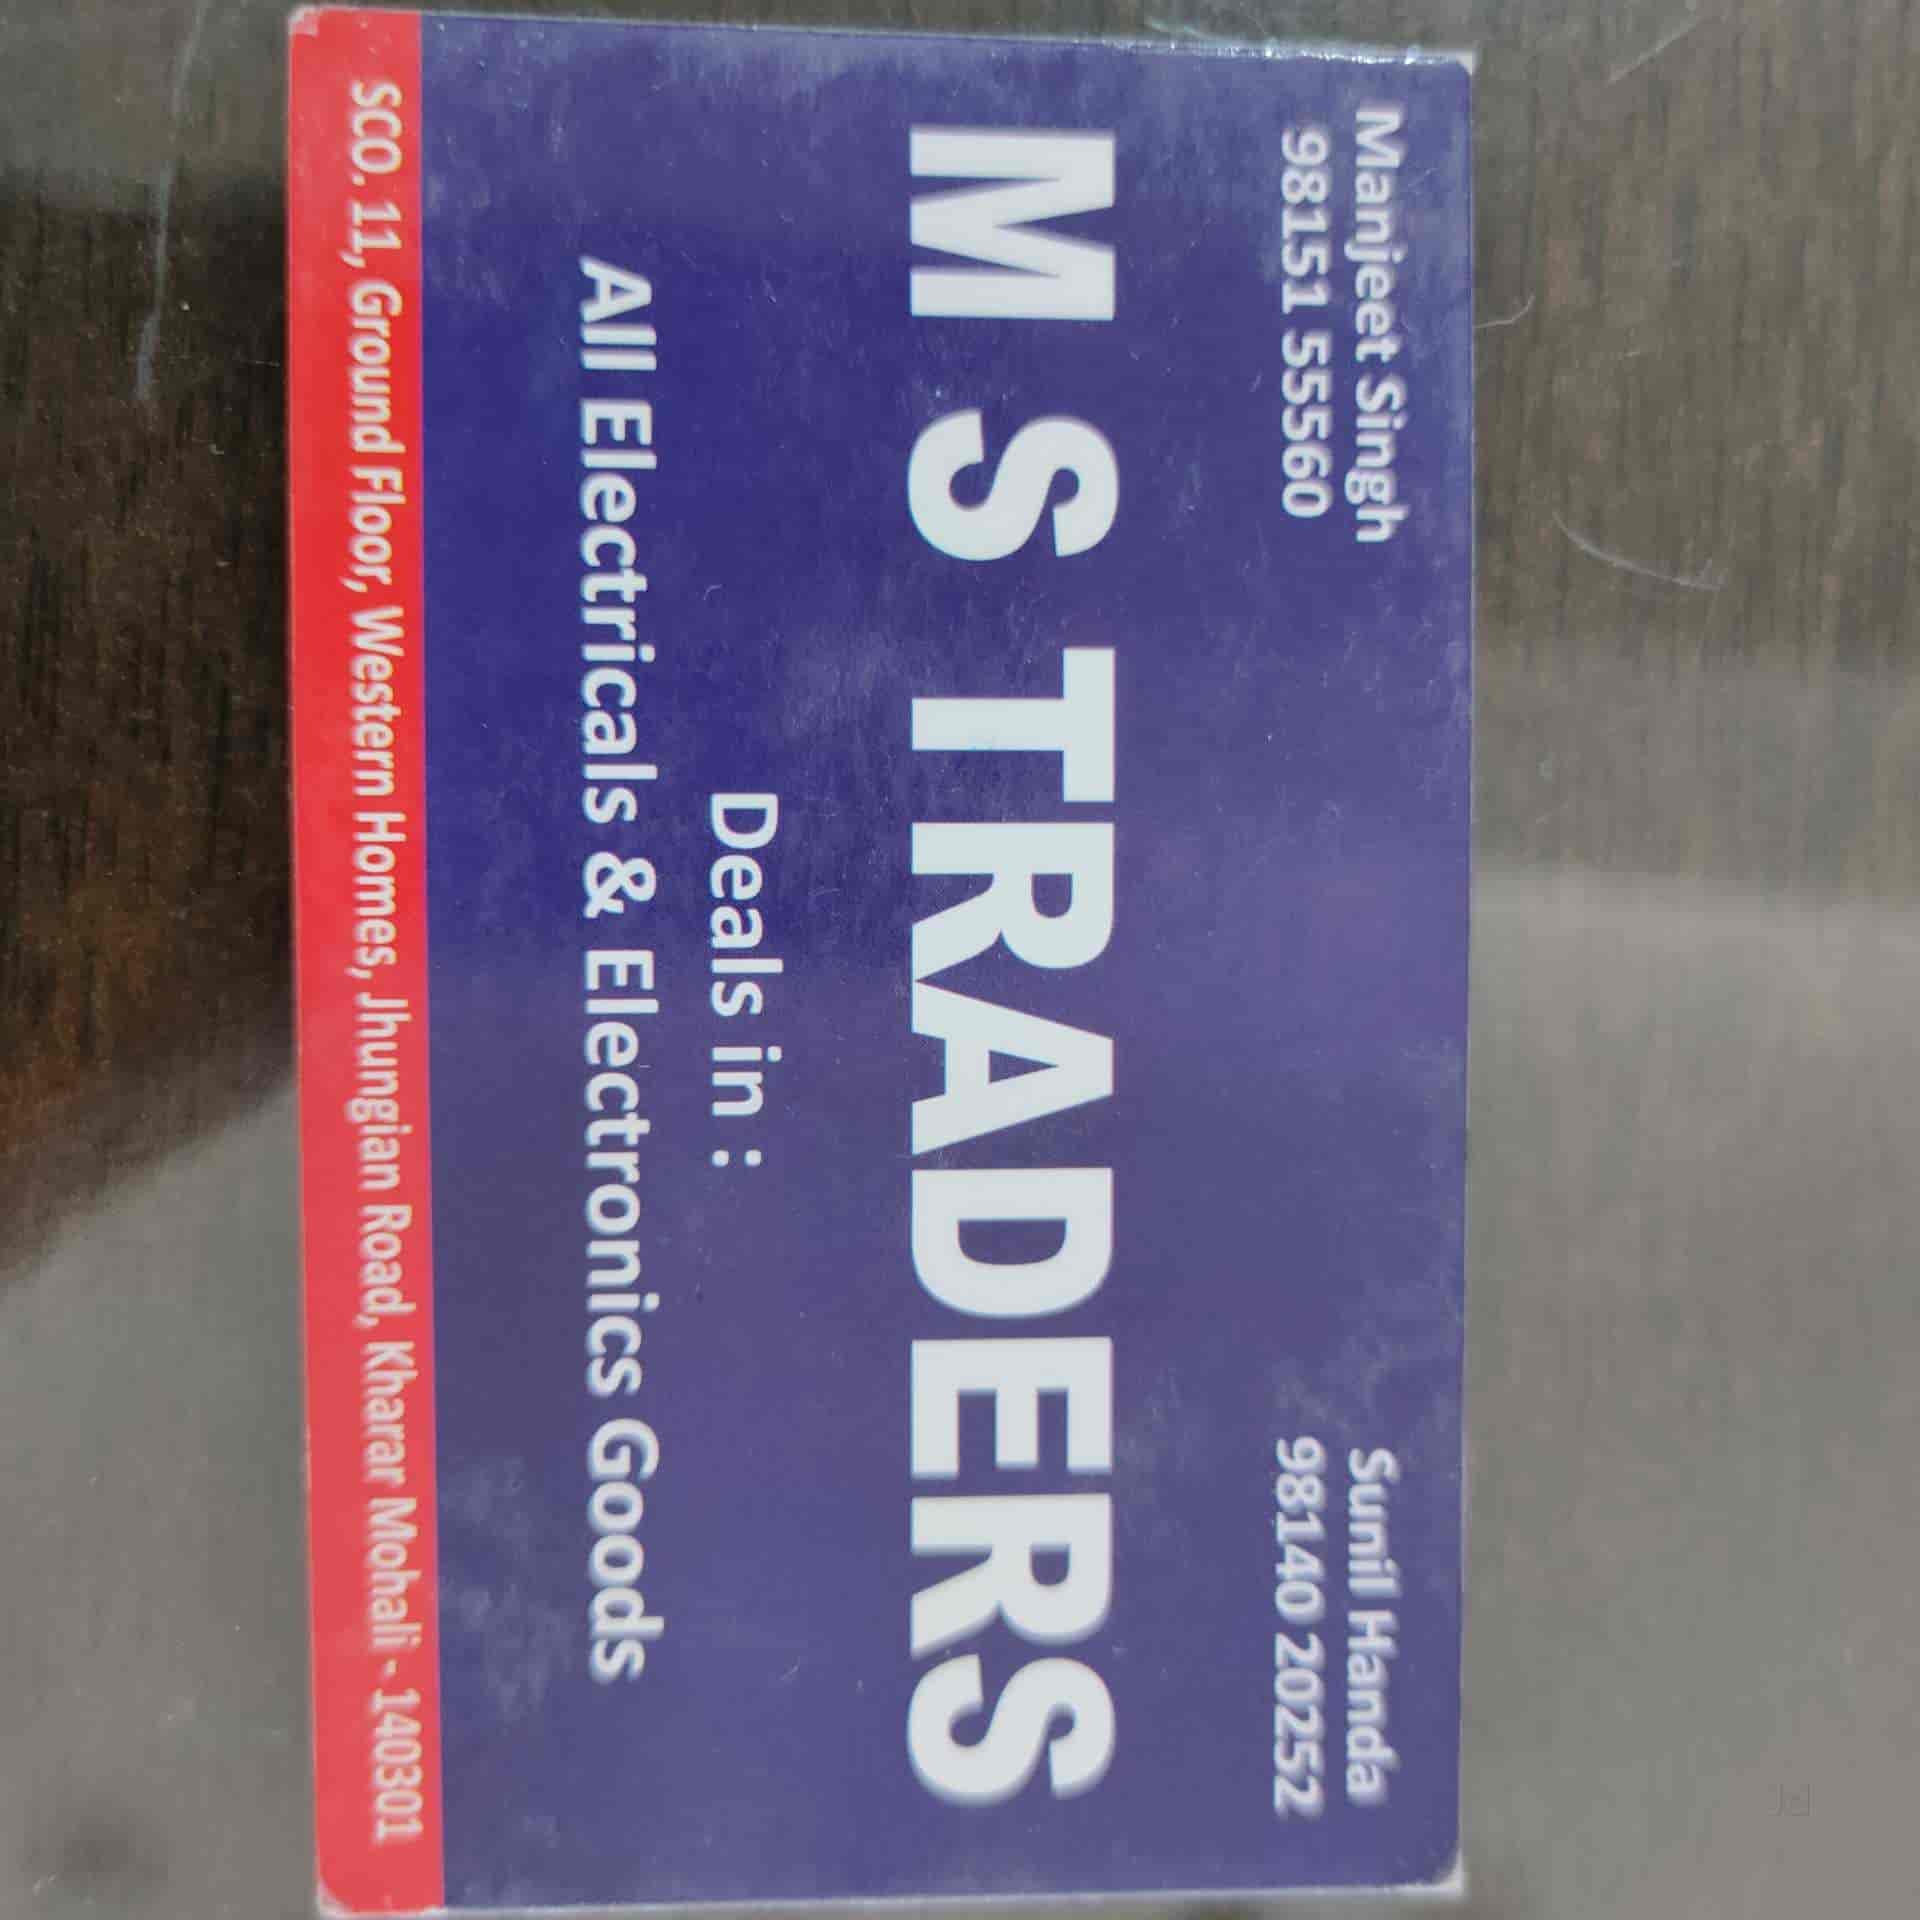 Manjeet Singh
98151 55560
Sunil Handa
98140 20252
M S TRADERS
Deals in :
All Electricals & Electronics Goods
SCO. 11, Ground Floor, Western Homes, Jhungian Road, Kharar Mohali - 140301
Jd